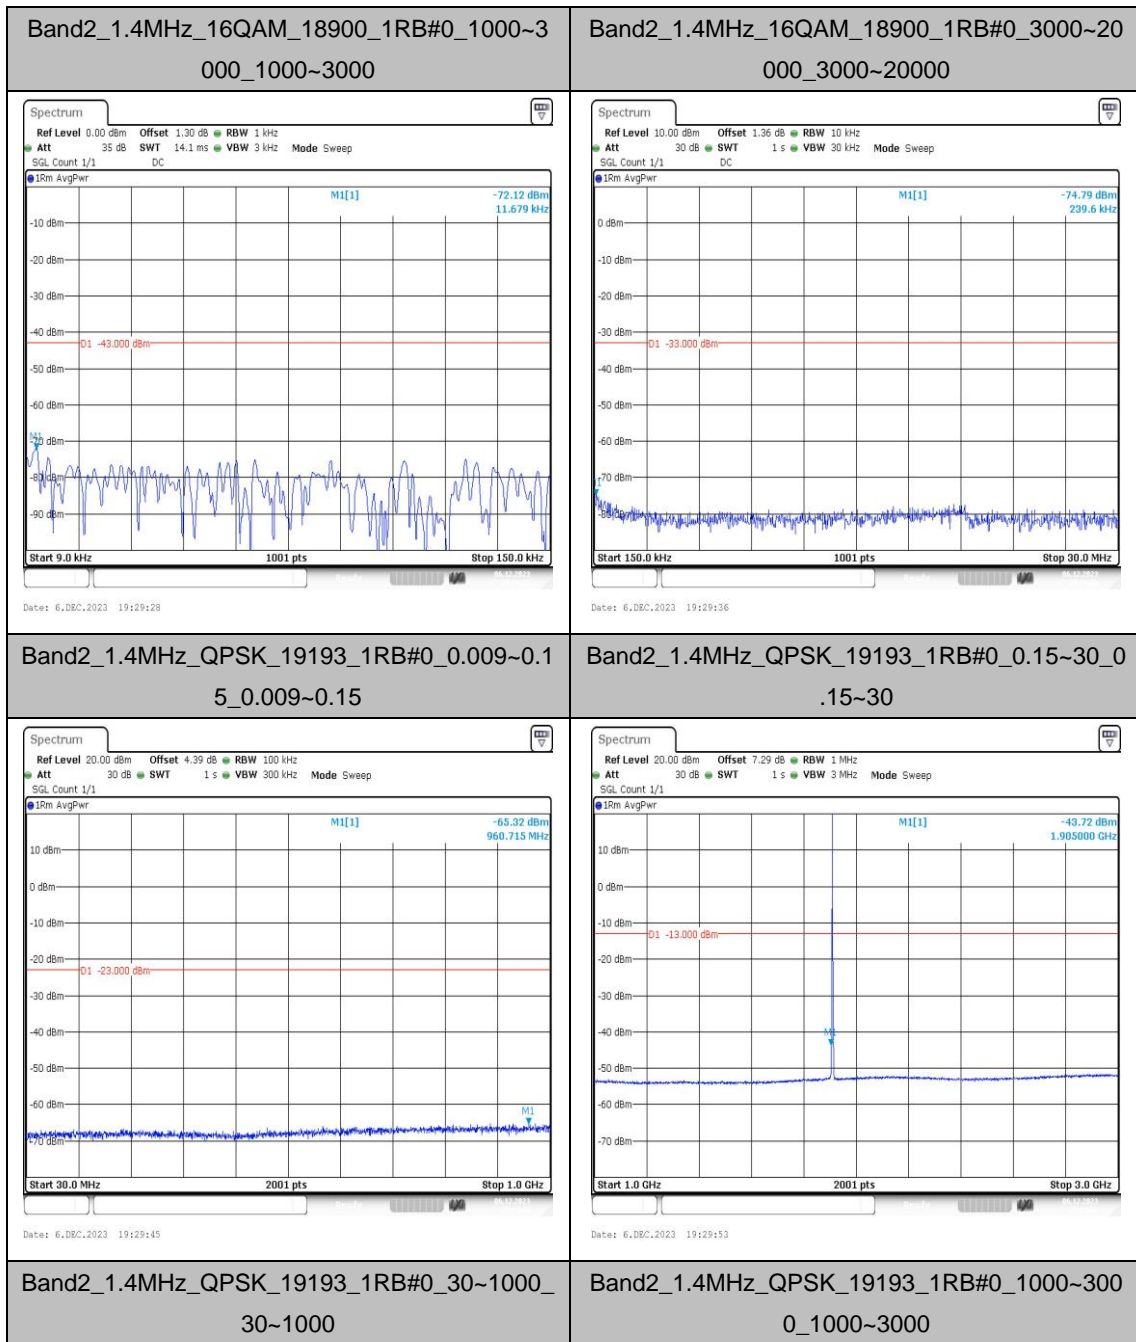 Band2_1.4MHz_16QAM_18900_1RB#0_1000~3
000_1000~3000
Band2_1.4MHz_16QAM_18900_1RB#0_3000~20
000_3000~20000
Spectrum
Ref Level 0.00 dBm Offset 1.30 dB RBW 1 kHz
Att 35 dB SWT 14.1 ms VBW 3 kHz Mode Sweep
SGL Count 1/1 DC
1Rm AvgPwr
M1[1] -72.12 dBm
11.679 kHz
-10 dBm
-20 dBm
-30 dBm
-40 dBm
D1 -43.000 dBm
-50 dBm
-60 dBm
M1
-70 dBm
-80 dBm
-90 dBm
Start 9.0 kHz 1001 pts Stop 150.0 kHz
Date: 6.DEC.2023 19:29:28
Spectrum
Ref Level 10.00 dBm Offset 1.36 dB RBW 10 kHz
Att 30 dB SWT 1 s VBW 30 kHz Mode Sweep
SGL Count 1/1 DC
1Rm AvgPwr
M1[1] -74.79 dBm
239.6 kHz
0 dBm
-10 dBm
-20 dBm
-30 dBm
D1 -33.000 dBm
-40 dBm
-50 dBm
-60 dBm
-70 dBm
-80 dBm
Start 150.0 kHz 1001 pts Stop 30.0 MHz
Date: 6.DEC.2023 19:29:36
Band2_1.4MHz_QPSK_19193_1RB#0_0.009~0.1
5_0.009~0.15
Band2_1.4MHz_QPSK_19193_1RB#0_0.15~30_0
.15~30
Spectrum
Ref Level 20.00 dBm Offset 4.39 dB RBW 100 kHz
Att 30 dB SWT 1 s VBW 300 kHz Mode Sweep
SGL Count 1/1
1Rm AvgPwr
M1[1] -65.32 dBm
960.715 MHz
10 dBm
0 dBm
-10 dBm
-20 dBm
D1 -23.000 dBm
-30 dBm
-40 dBm
-50 dBm
-60 dBm
M1
-70 dBm
Start 30.0 MHz 2001 pts Stop 1.0 GHz
Date: 6.DEC.2023 19:29:45
Spectrum
Ref Level 20.00 dBm Offset 7.29 dB RBW 1 MHz
Att 30 dB SWT 1 s VBW 3 MHz Mode Sweep
SGL Count 1/1
1Rm AvgPwr
M1[1] -43.72 dBm
1.905000 GHz
10 dBm
0 dBm
-10 dBm
D1 -13.000 dBm
-20 dBm
-30 dBm
-40 dBm
M1
-50 dBm
-60 dBm
-70 dBm
Start 1.0 GHz 2001 pts Stop 3.0 GHz
Date: 6.DEC.2023 19:29:53
Band2_1.4MHz_QPSK_19193_1RB#0_30~1000_
30~1000
Band2_1.4MHz_QPSK_19193_1RB#0_1000~300
0_1000~3000